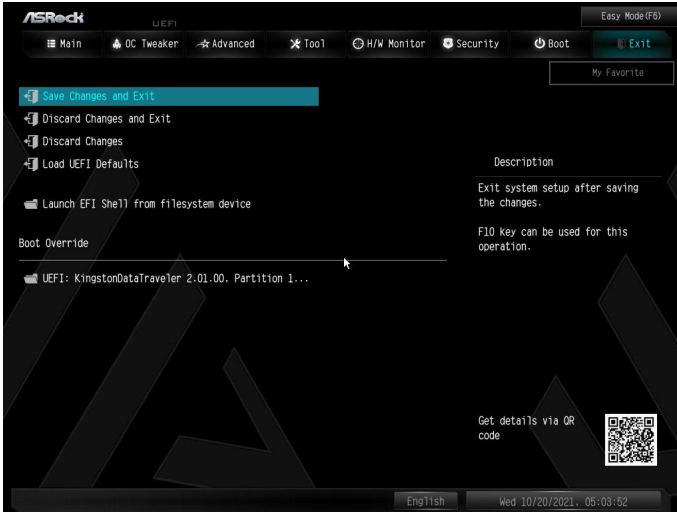 ASRock UEFI Easy Mode(F6)
Main OC Tweaker Advanced Tool H/W Monitor Security Boot Exit
My Favorite
Save Changes and Exit
Discard Changes and Exit
Discard Changes
Load UEFI Defaults
Launch EFI Shell from filesystem device
Boot Override
UEFI: KingstonDataTraveler 2.01.00, Partition 1...
Description
Exit system setup after saving
the changes.
F10 key can be used for this
operation.
Get details via QR
code
English Wed 10/20/2021, 05:03:52